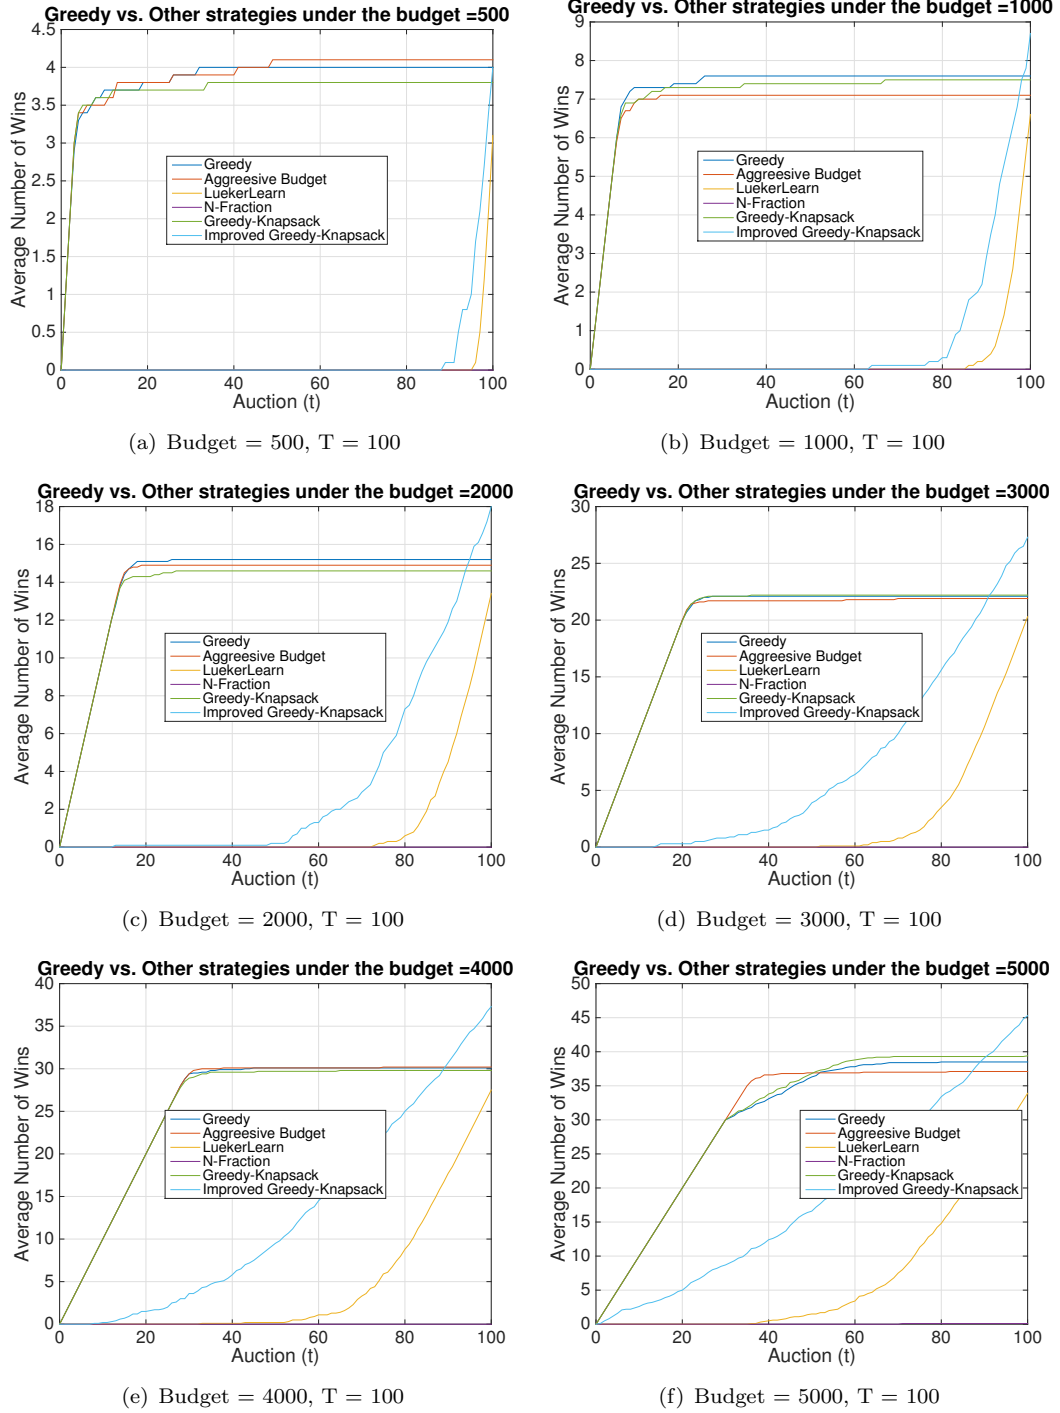 Greedy vs. Other strategies under the budget =500
4.5
4
3.5
3
2.5
2
1.5
1
0.5
0
Average Number of Wins
Greedy
Aggreesive Budget
LuekerLearn
N-Fraction
Greedy-Knapsack
Improved Greedy-Knapsack
0 20 40 60 80 100
Auction (t)
(a) Budget = 500, T = 100
Greedy vs. Other strategies under the budget =1000
9
8
7
6
5
4
3
2
1
0
Average Number of Wins
Greedy
Aggreesive Budget
LuekerLearn
N-Fraction
Greedy-Knapsack
Improved Greedy-Knapsack
0 20 40 60 80 100
Auction (t)
(b) Budget = 1000, T = 100
Greedy vs. Other strategies under the budget =2000
18
16
14
12
10
8
6
4
2
0
Average Number of Wins
Greedy
Aggreesive Budget
LuekerLearn
N-Fraction
Greedy-Knapsack
Improved Greedy-Knapsack
0 20 40 60 80 100
Auction (t)
(c) Budget = 2000, T = 100
Greedy vs. Other strategies under the budget =3000
30
25
20
15
10
5
0
Average Number of Wins
Greedy
Aggreesive Budget
LuekerLearn
N-Fraction
Greedy-Knapsack
Improved Greedy-Knapsack
0 20 40 60 80 100
Auction (t)
(d) Budget = 3000, T = 100
Greedy vs. Other strategies under the budget =4000
40
35
30
25
20
15
10
5
0
Average Number of Wins
Greedy
Aggreesive Budget
LuekerLearn
N-Fraction
Greedy-Knapsack
Improved Greedy-Knapsack
0 20 40 60 80 100
Auction (t)
(e) Budget = 4000, T = 100
Greedy vs. Other strategies under the budget =5000
50
45
40
35
30
25
20
15
10
5
0
Average Number of Wins
Greedy
Aggreesive Budget
LuekerLearn
N-Fraction
Greedy-Knapsack
Improved Greedy-Knapsack
0 20 40 60 80 100
Auction (t)
(f) Budget = 5000, T = 100